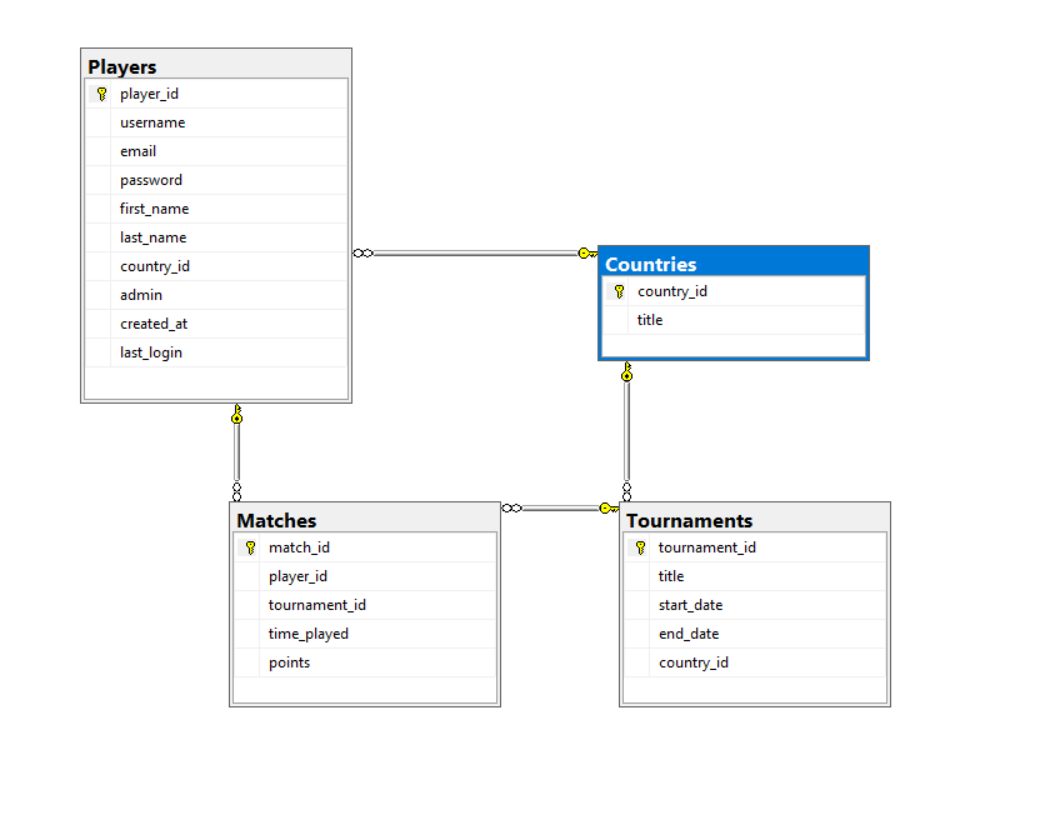 Players
player_id
username
email
password
first_name
last_name
country_id
admin
created_at
last_login
Countries
country_id
title
Matches
match_id
player_id
tournament_id
time_played
points
Tournaments
tournament_id
title
start_date
end_date
country_id